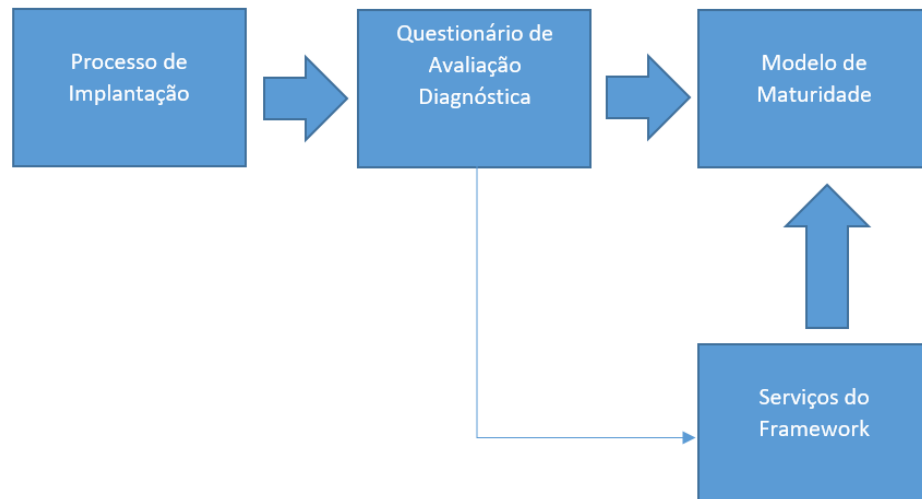 Processo de
Implantação
Questionário de
Avaliação
Diagnóstica
Modelo de
Maturidade
Serviços do
Framework